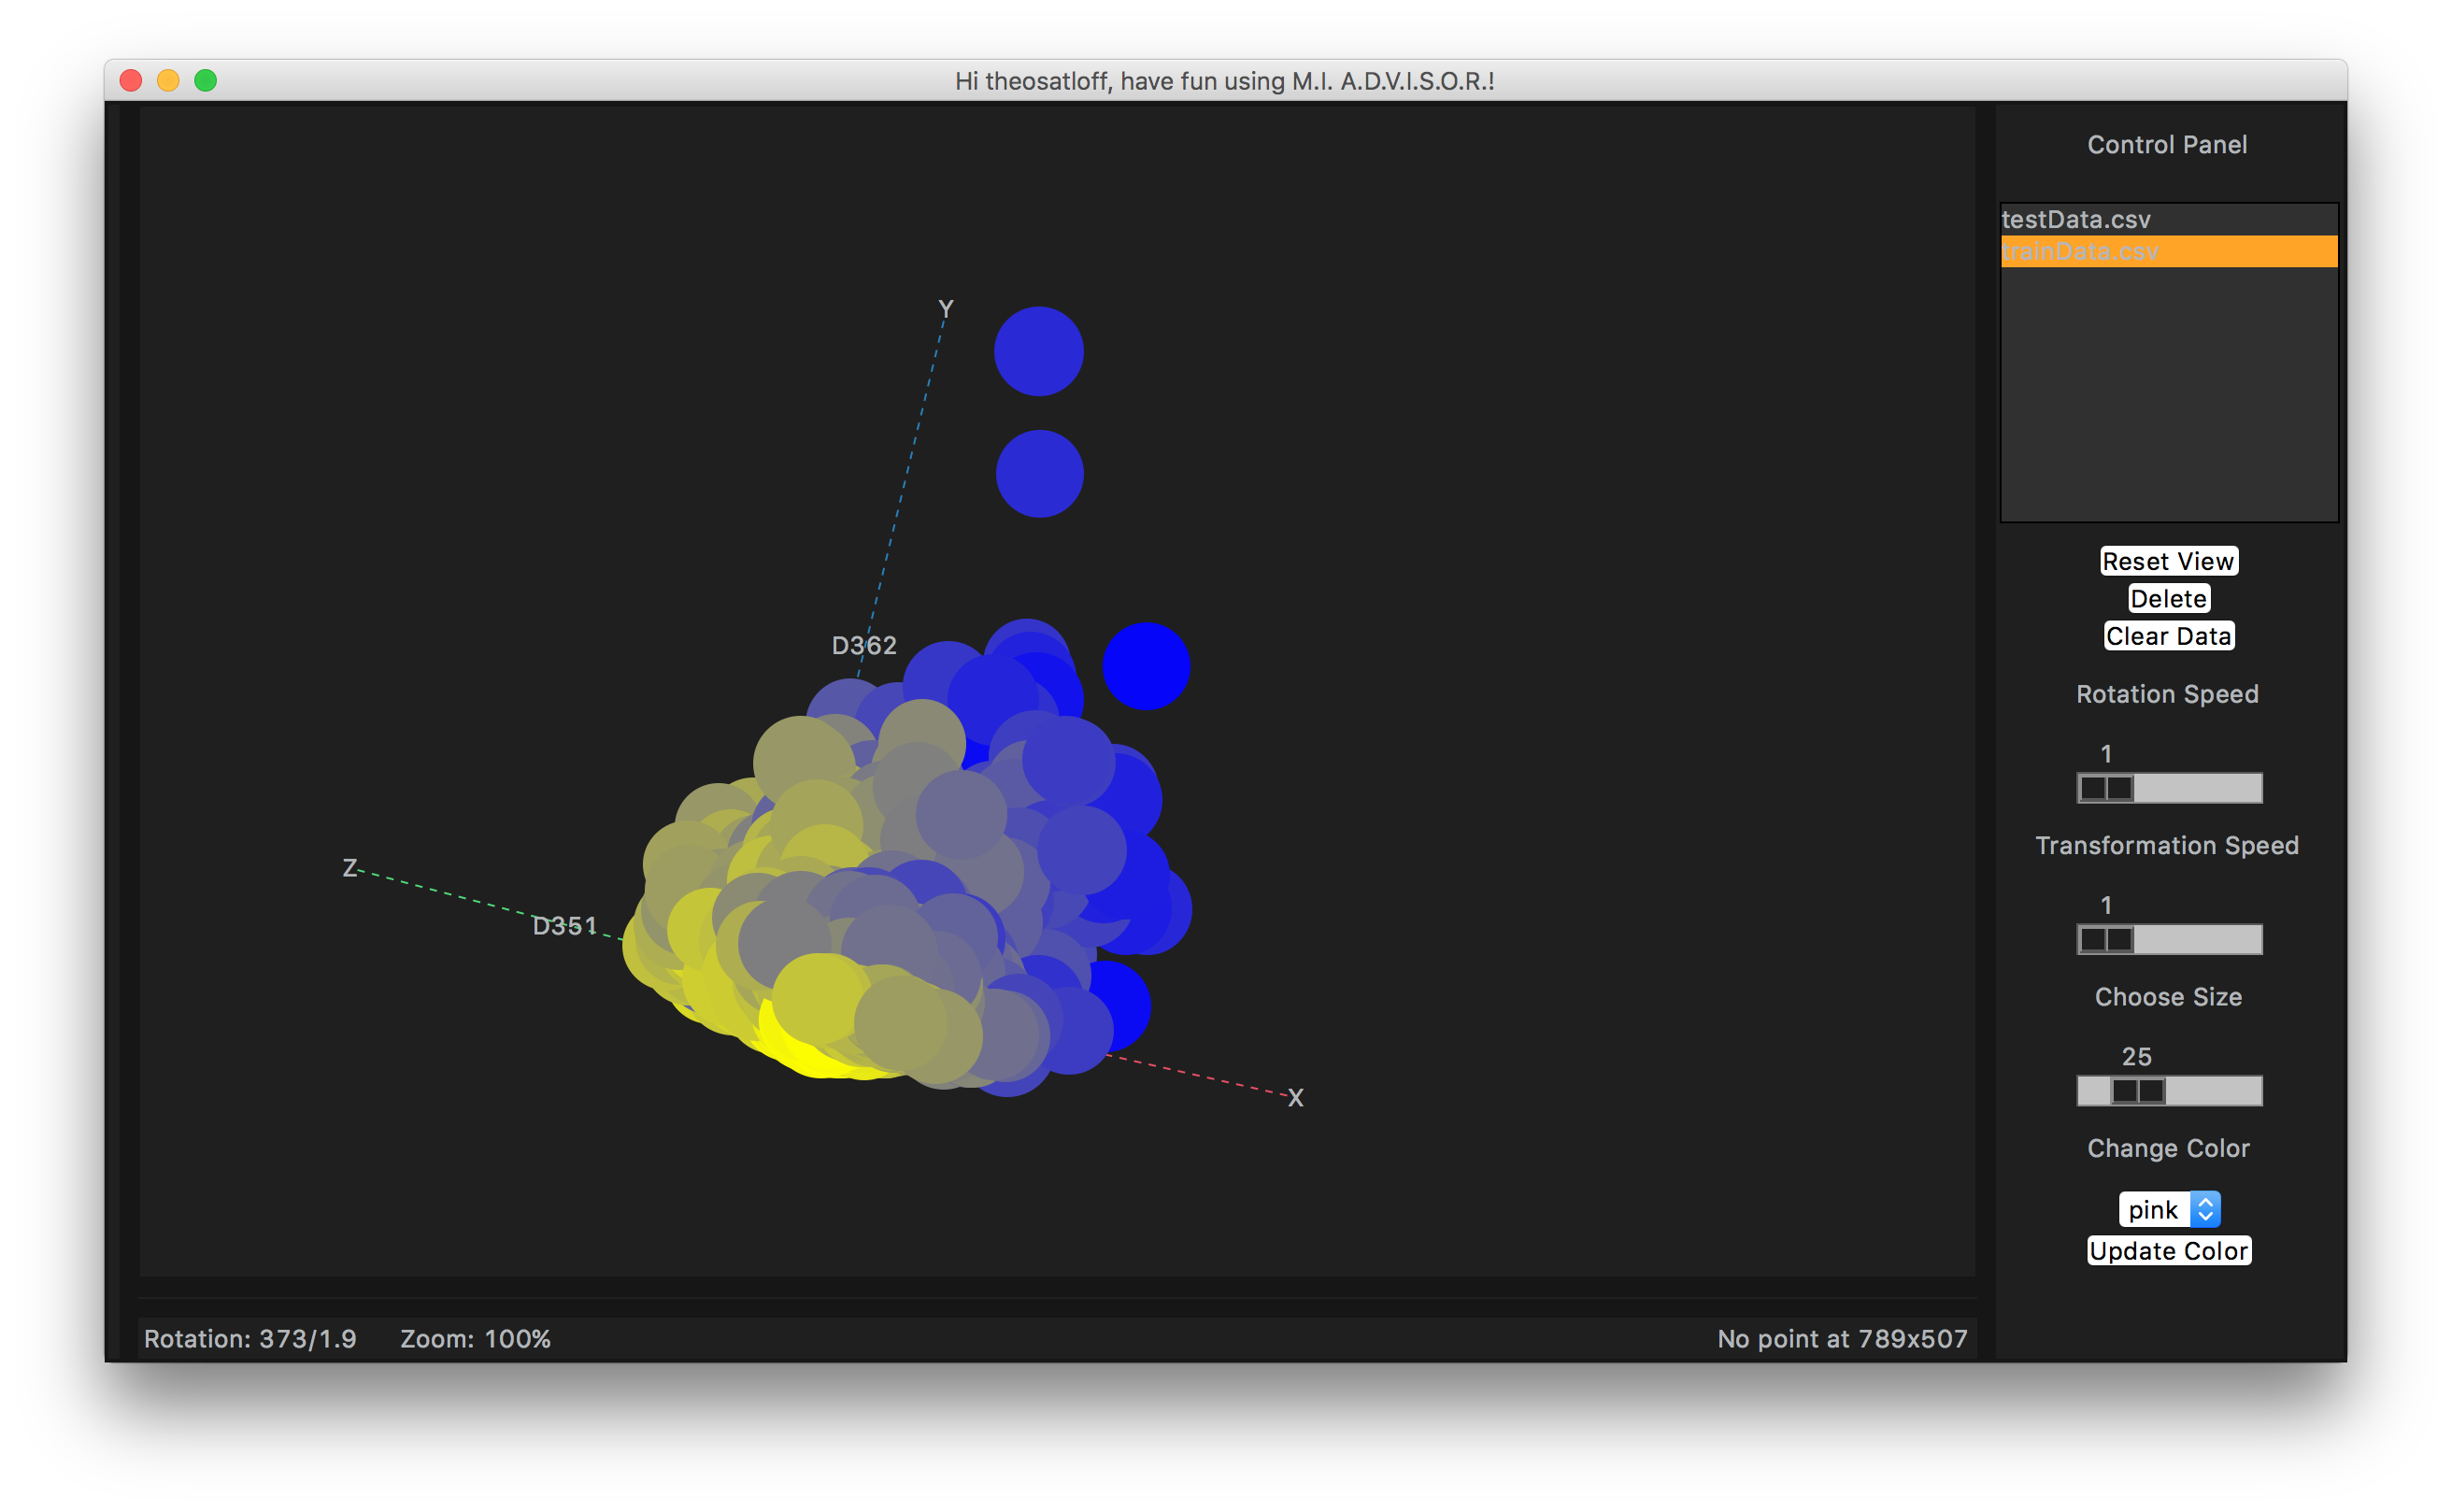 Hi theosatloff, have fun using M.I. A.D.V.I.S.O.R.!
Control Panel
testData.csv
trainData.csv
Y
Reset View
Delete
Clear Data
D362
Rotation Speed
1
Transformation Speed
Z
1
D351
Choose Size
25
X
Change Color
pink
Update Color
Rotation: 373/1.9 Zoom: 100% No point at 789x507